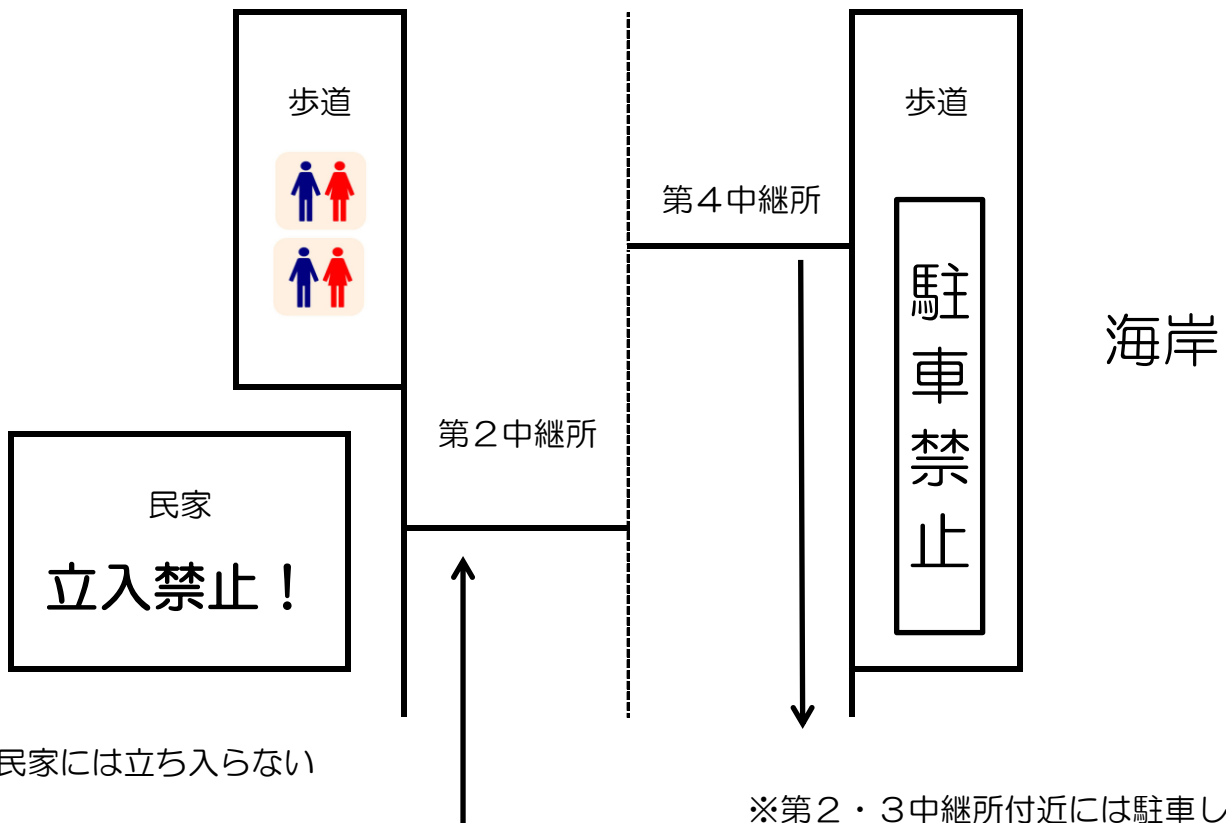 歩道
歩道
第4中継所
駐車禁止
海岸
第2中継所
民家
立入禁止!
民家には立ち入らない
※第2・3中継所付近には駐車し